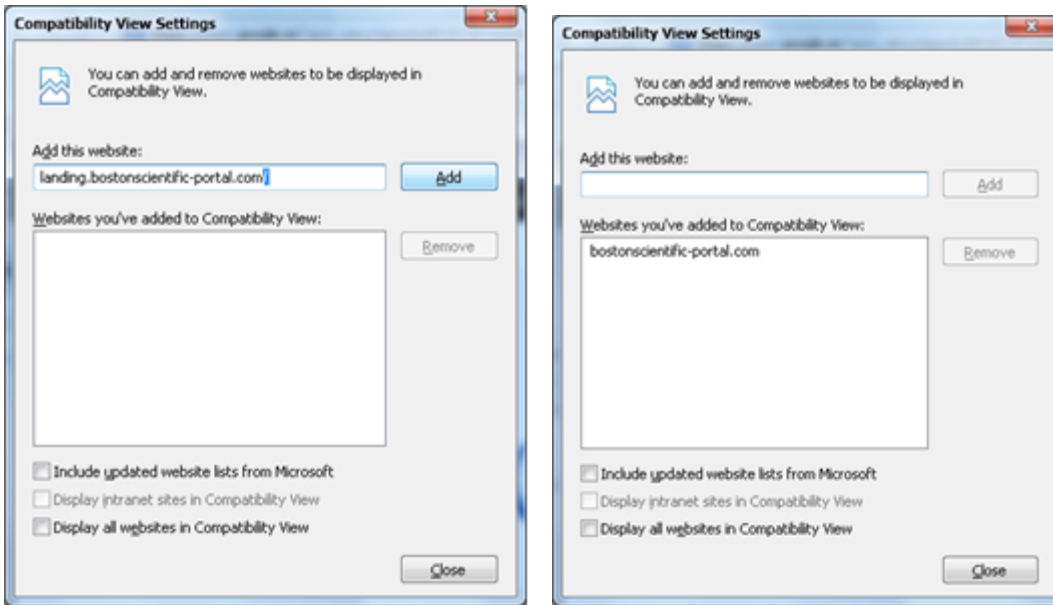 Compatibility View Settings
You can add and remove websites to be displayed in
Compatibility View.
Add this website:
landing.bostonscientific-portal.com/
Add
Websites you've added to Compatibility View:
Remove
Include updated website lists from Microsoft
Display intranet sites in Compatibility View
Display all websites in Compatibility View
Close
Compatibility View Settings
You can add and remove websites to be displayed in
Compatibility View.
Add this website:
Add
Websites you've added to Compatibility View:
bostonscientific-portal.com
Remove
Include updated website lists from Microsoft
Display intranet sites in Compatibility View
Display all websites in Compatibility View
Close